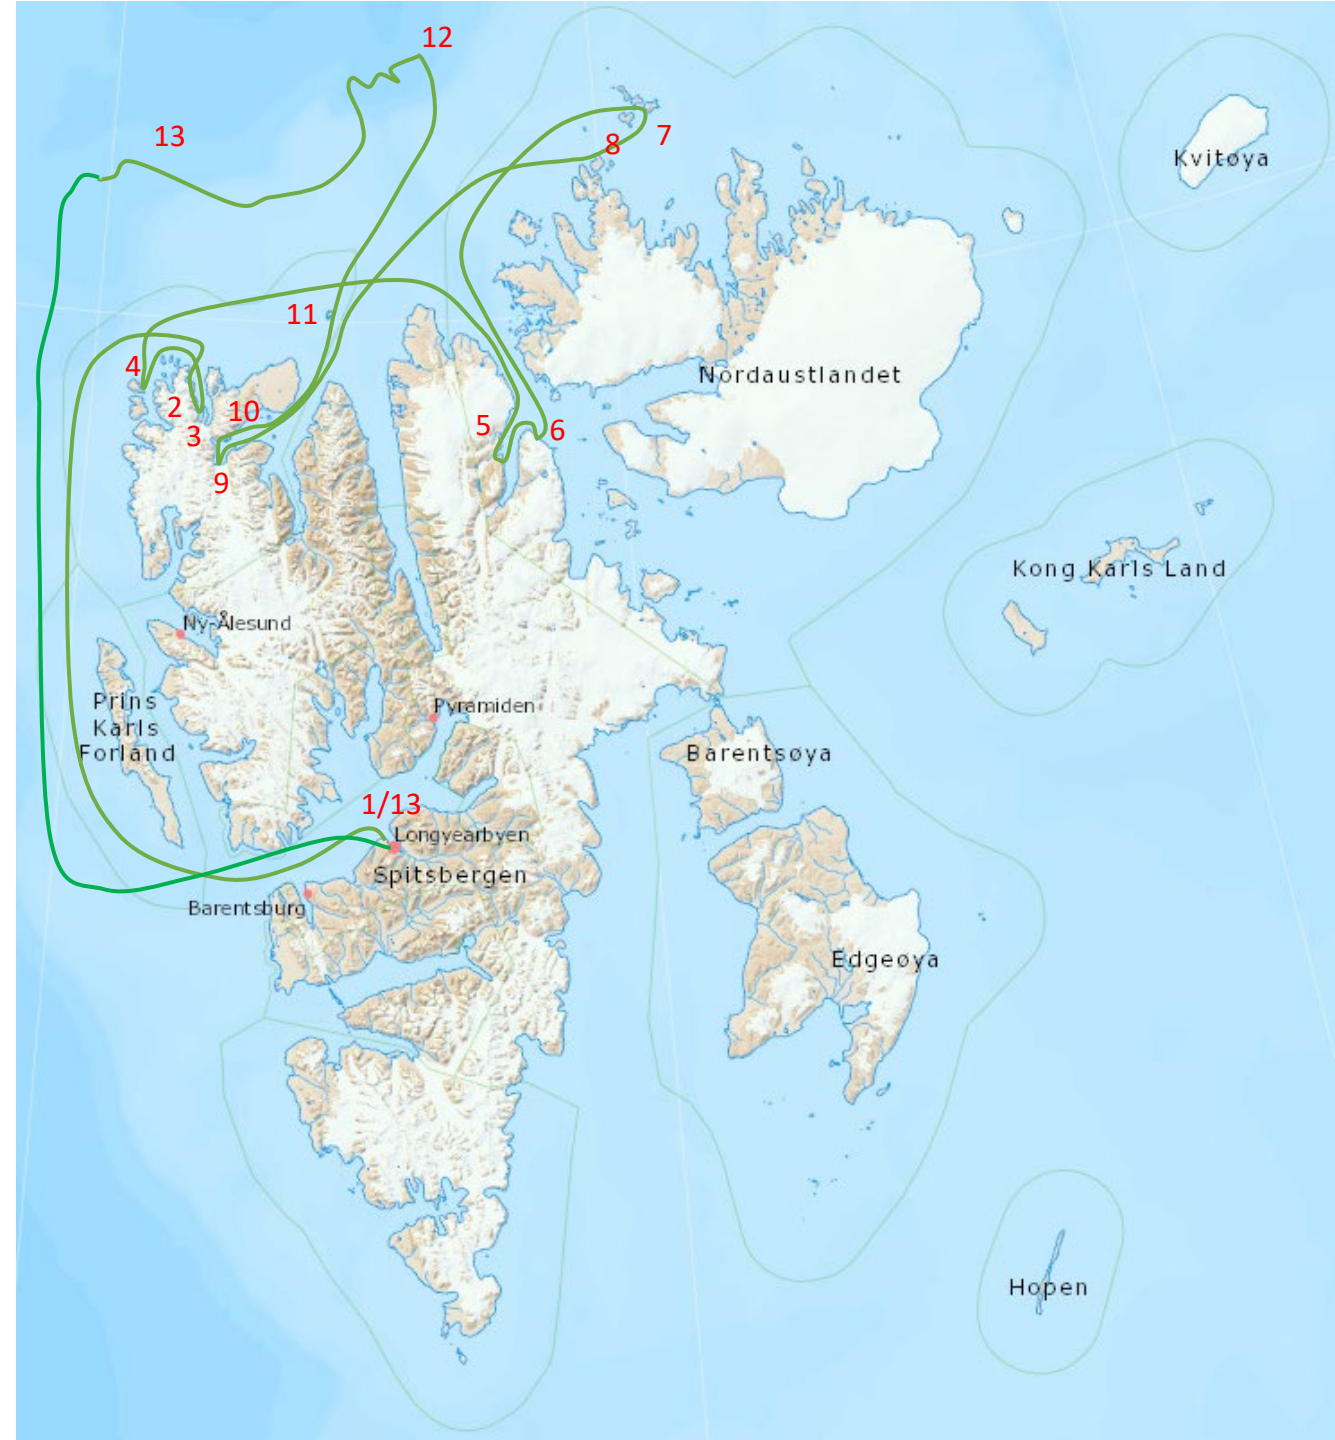 12
13
8
7
Kvitøya
11
4
Nordaustlandet
2
10
5
6
3
9
Kong Karls Land
Ny-Ålesund
Prins
Karls
Forland
Pyramiden
Barentsøya
1/13
Longyearbyen
Spitsbergen
Barentsburg
Edgeøya
Hopen